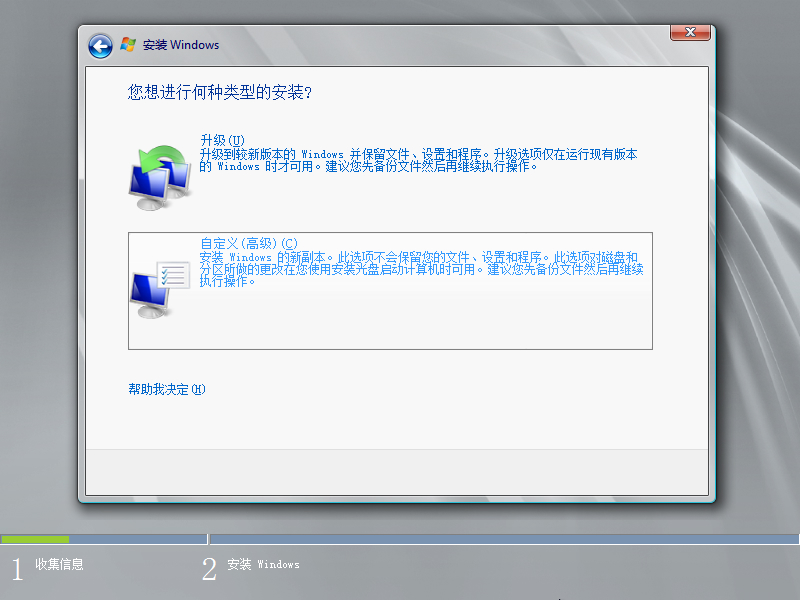 安装 Windows
您想进行何种类型的安装?
升级(U)
升级到较新版本的 Windows 并保留文件、设置和程序。升级选项仅在运行现有版本
的 Windows 时才可用。建议您先备份文件然后再继续执行操作。
自定义(高级)(C)
安装 Windows 的新副本。此选项不会保留您的文件、设置和程序。此选项对磁盘和
分区所做的更改在您使用安装光盘启动计算机时可用。建议您先备份文件然后再继续
执行操作。
帮助我决定(H)
1 收集信息
2 安装 Windows